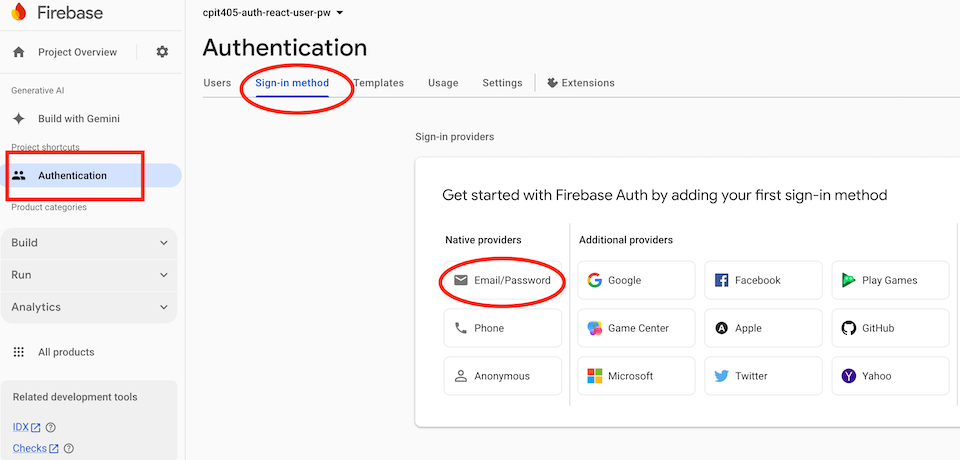 Firebase
Project Overview
Generative AI
Build with Gemini
Project shortcuts
Authentication
Product categories
Build
Run
Analytics
All products
Related development tools
IDX
Checks
cpit405-auth-react-user-pw
Authentication
Users Sign-in method Templates Usage Settings Extensions
Sign-in providers
Get started with Firebase Auth by adding your first sign-in method
Native providers
Email/Password
Phone
Anonymous
Additional providers
Google Facebook Play Games
Game Center Apple GitHub
Microsoft Twitter Yahoo